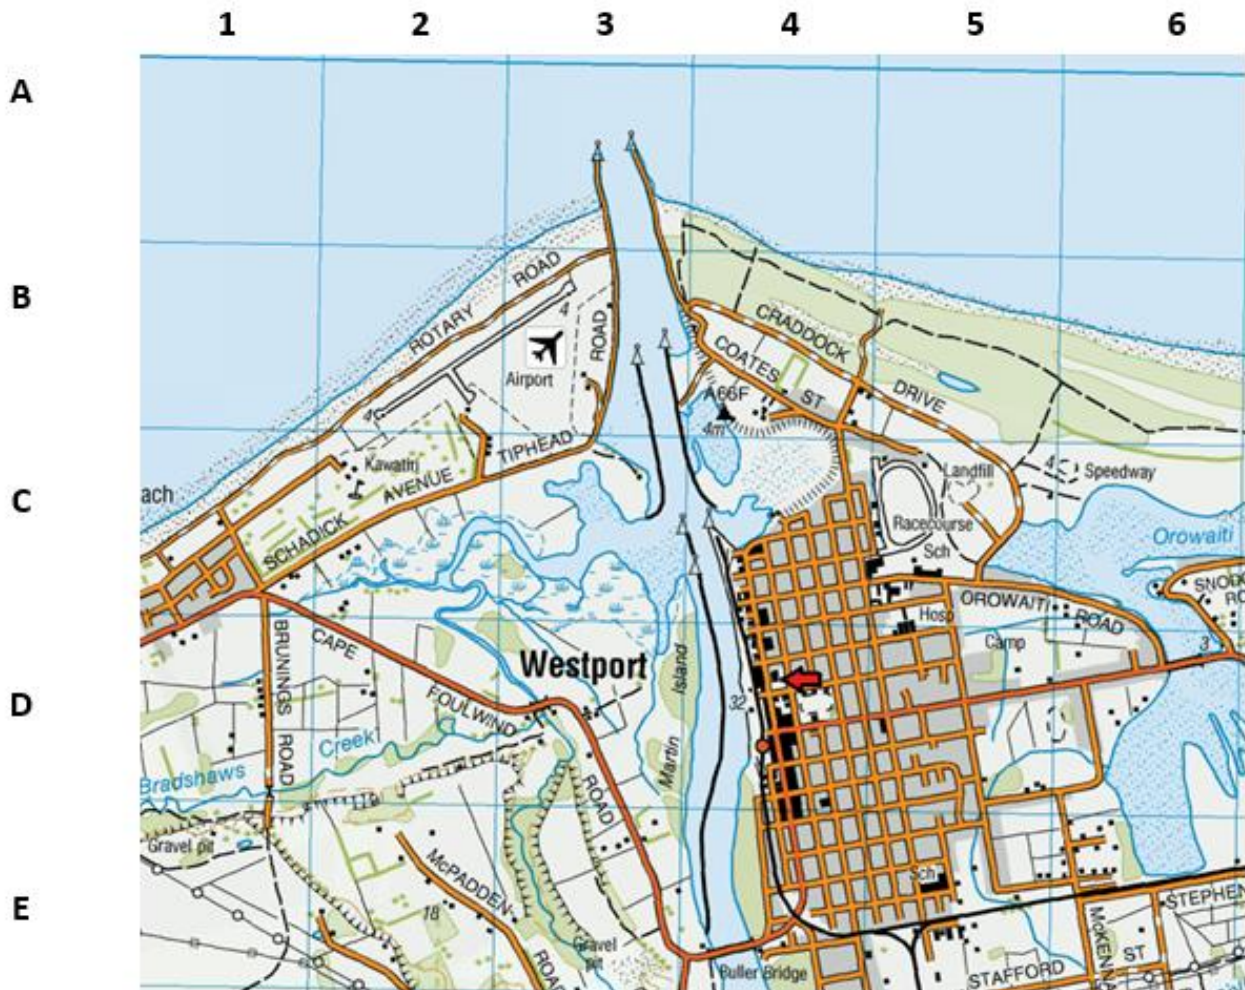 1 2 3 4 5 6
A
B
ROTARY ROAD
4
ROAD
CRADDOCK DRIVE
COATES ST
Airport
A66F
4
4m
TIPHEAD
Kawatiri
AVENUE
SCHADICK
Landfill
4
Speedway
C
ach
Racecourse
Sch
Orowaiti
OROWAITI ROAD
Hosp
Camp
3
BRUNINGS ROAD
CAPE FOULWIND ROAD
Westport
Martin Island
32
D
Creek
Bradshaws
Gravel pit
McPADDEN
18
E
Sch
STEPHEN
Gravel
pit
Buller Bridge
STAFFORD
ST